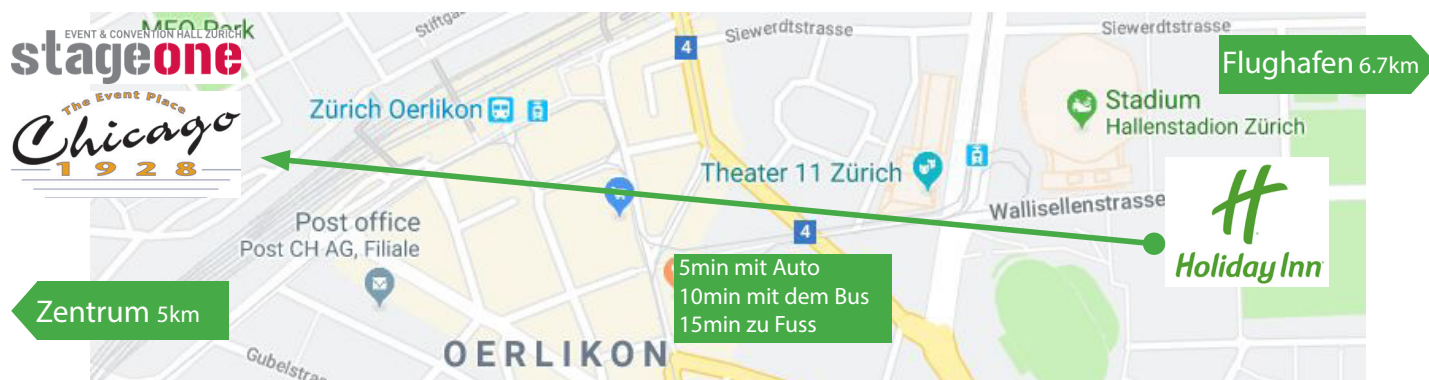 MFO Park
EVENT & CONVENTION HALL ZÜRICH
stageone
The Event Place
Chicago
1928
Stiftgas
4
Siewerdtstrasse
Siewerdtstrasse
Flughafen 6.7km
Zürich Oerlikon
Stadium
Hallenstadion Zürich
Theater 11 Zürich
Post office
Post CH AG, Filiale
Wallisellenstrasse
4
H
Holiday Inn
5min mit Auto
10min mit dem Bus
15min zu Fuss
Zentrum 5km
OERLIKON
Gubelstras